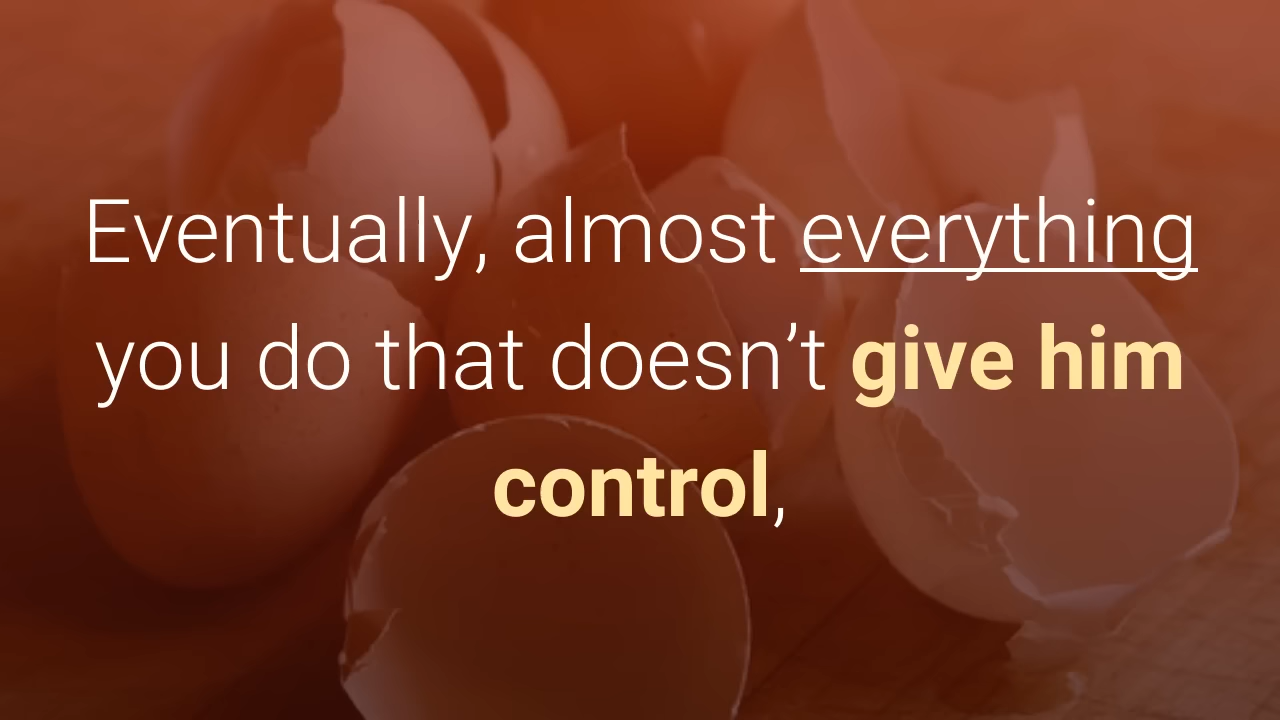 Eventually, almost everything
you do that doesn’t give him
control,